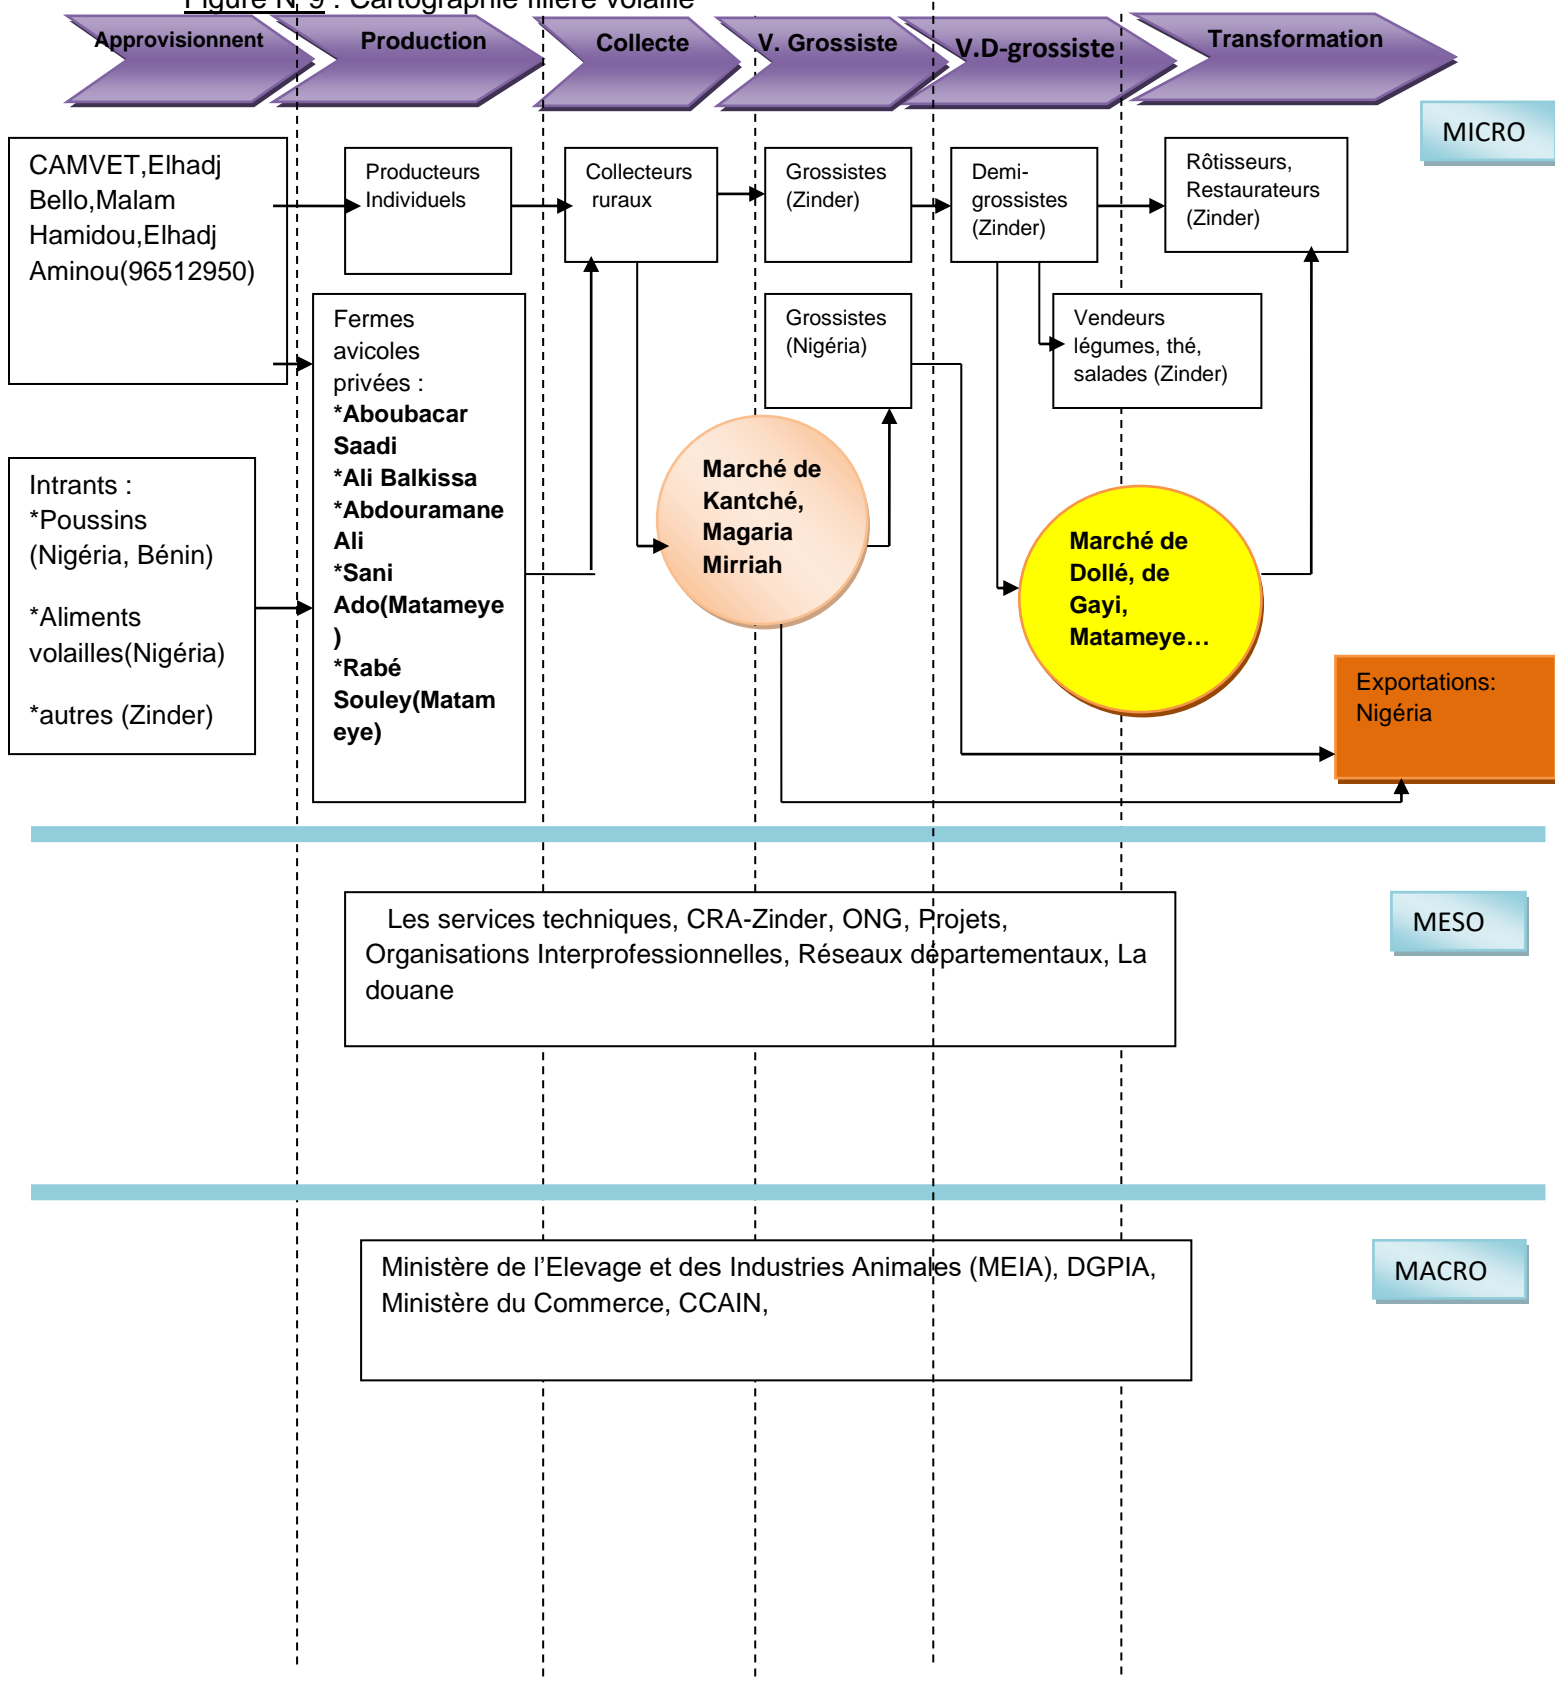 Figure N°9 : Cartographie filière volaille
Approvisionnent
Production
Collecte
V. Grossiste
V.D-grossiste
Transformation
MICRO
CAMVET,Elhadj
Bello,Malam
Hamidou,Elhadj
Aminou(96512950)
Producteurs
Individuels
Collecteurs
ruraux
Grossistes
(Zinder)
Demi-
grossistes
(Zinder)
Rôtisseurs,
Restaurateurs
(Zinder)
Fermes
avicoles
privées :
*Aboubacar
Saadi
*Ali Balkissa
*Abdouramane
Ali
*Sani
Ado(Matameye
)
*Rabé
Souley(Matam
eye)
Grossistes
(Nigéria)
Vendeurs
légumes, thé,
salades (Zinder)
Intrants :
*Poussins
(Nigéria, Bénin)
*Aliments
volailles(Nigéria)
*autres (Zinder)
Marché de
Kantché,
Magaria
Mirriah
Marché de
Dollé, de
Gayi,
Matameye…
Exportations:
Nigéria
Les services techniques, CRA-Zinder, ONG, Projets,
Organisations Interprofessionnelles, Réseaux départementaux, La
douane
MESO
Ministère de l’Elevage et des Industries Animales (MEIA), DGPIA,
Ministère du Commerce, CCAIN,
MACRO